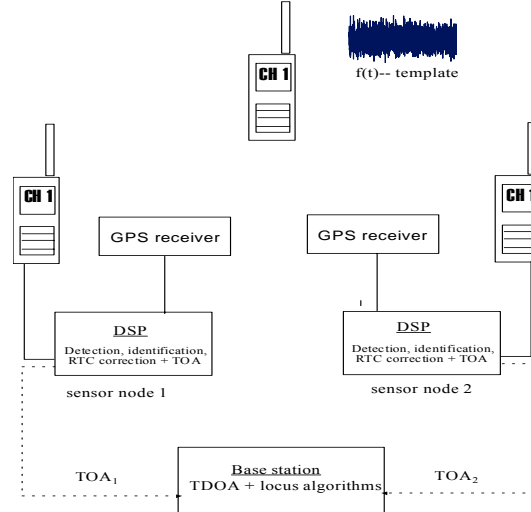 CH 1
f(t)-- template
CH 1
CH 1
GPS receiver
GPS receiver
DSP
Detection, identification,
RTC correction + TOA
sensor node 1
DSP
Detection, identification,
RTC correction + TOA
sensor node 2
TOA1
Base station
TDOA + locus algorithms
TOA2